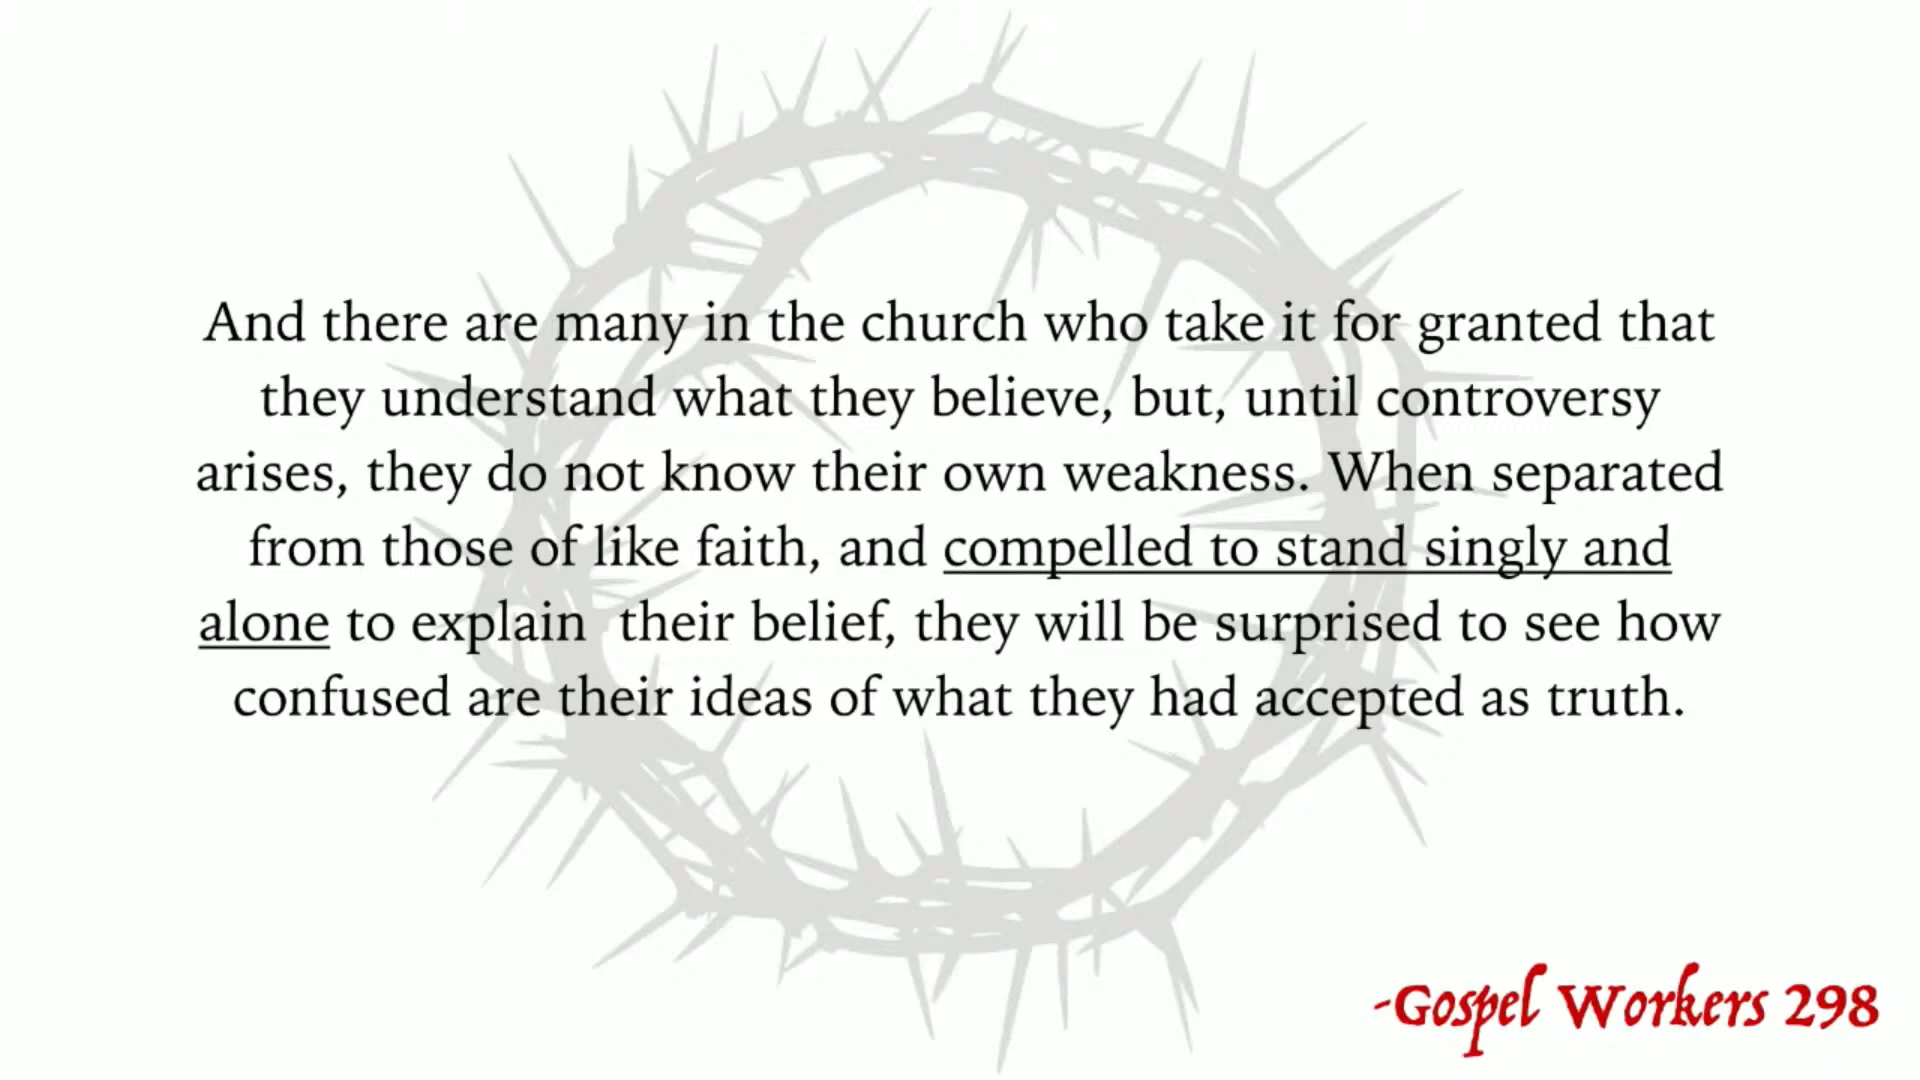 And there are many in the church who take it for granted that
they understand what they believe, but, until controversy
arises, they do not know their own weakness. When separated
from those of like faith, and compelled to stand singly and
alone to explain  their belief, they will be surprised to see how
confused are their ideas of what they had accepted as truth.
-Gospel Workers 298